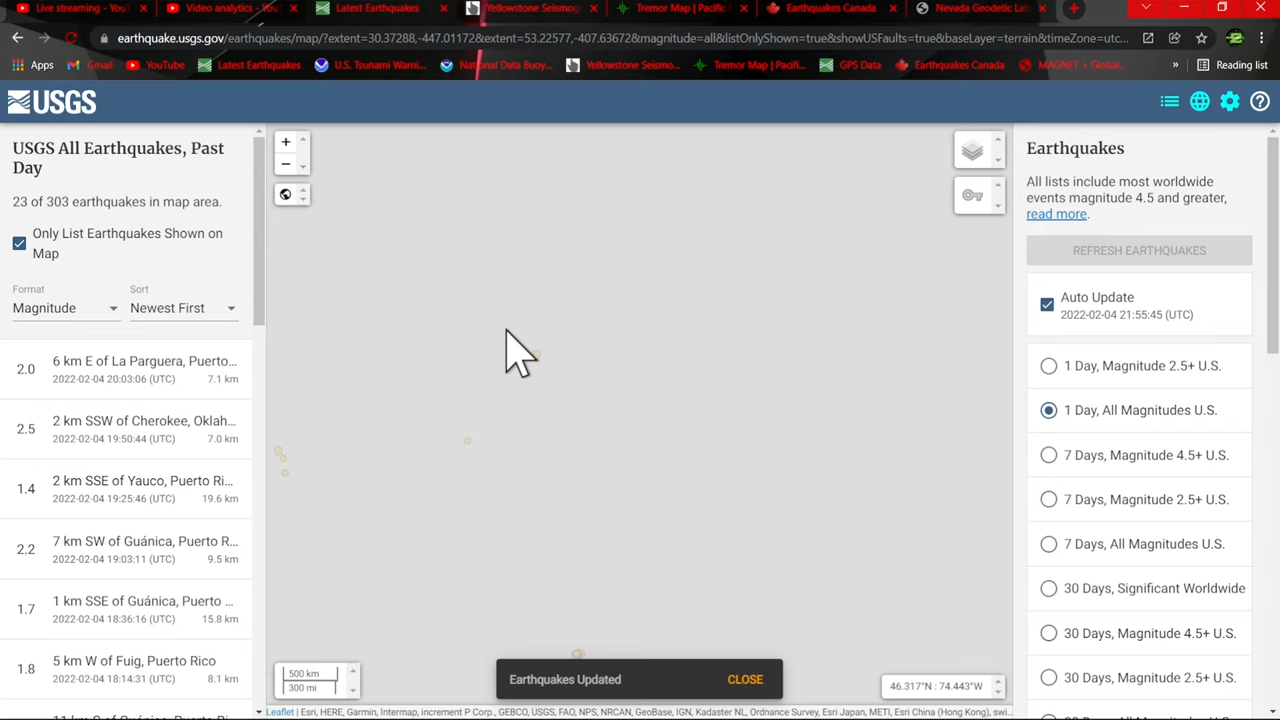 Live streaming - YouT
Video analytics - You
Latest Earthquakes
Yellowstone Seismog
Tremor Map | Pacific
Earthquakes Canada
Nevada Geodetic Lab
earthquake.usgs.gov/earthquakes/map/?extent=30.37288,-447.01172&extent=53.22577,-407.63672&magnitude=all&listOnlyShown=true&showUSFaults=true&baseLayer=terrain&timeZone=utc...
Apps
Gmail
YouTube
Latest Earthquakes
U.S. Tsunami Warni...
National Data Buoy...
Yellowstone Seismo...
Tremor Map | Pacifi...
GPS Data
Earthquakes Canada
MAGNET + Global...
»
Reading list
USGS
USGS All Earthquakes, Past
Day
23 of 303 earthquakes in map area.
Only List Earthquakes Shown on
Map
Format
Sort
Magnitude
Newest First
2.0
6 km E of La Parguera, Puerto...
2022-02-04 20:03:06 (UTC)
7.1 km
2.5
2 km SSW of Cherokee, Oklah...
2022-02-04 19:50:44 (UTC)
7.0 km
1.4
2 km SSE of Yauco, Puerto Ri...
2022-02-04 19:25:46 (UTC)
19.6 km
2.2
7 km SW of Guánica, Puerto R...
2022-02-04 19:03:11 (UTC)
9.5 km
1.7
1 km SSE of Guánica, Puerto ...
2022-02-04 18:36:16 (UTC)
15.8 km
1.8
5 km W of Fuig, Puerto Rico
2022-02-04 18:14:31 (UTC)
8.1 km
+
−
500 km
300 mi
Earthquakes Updated
CLOSE
46.317°N : 74.443°W
Leaflet | Esri, HERE, Garmin, Intermap, increment P Corp., GEBCO, USGS, FAO, NPS, NRCAN, GeoBase, IGN, Kadaster NL, Ordnance Survey, Esri Japan, METI, Esri China (Hong Kong), swi...
Earthquakes
All lists include most worldwide
events magnitude 4.5 and greater,
read more.
REFRESH EARTHQUAKES
Auto Update
2022-02-04 21:55:45 (UTC)
1 Day, Magnitude 2.5+ U.S.
1 Day, All Magnitudes U.S.
7 Days, Magnitude 4.5+ U.S.
7 Days, Magnitude 2.5+ U.S.
7 Days, All Magnitudes U.S.
30 Days, Significant Worldwide
30 Days, Magnitude 4.5+ U.S.
30 Days, Magnitude 2.5+ U.S.